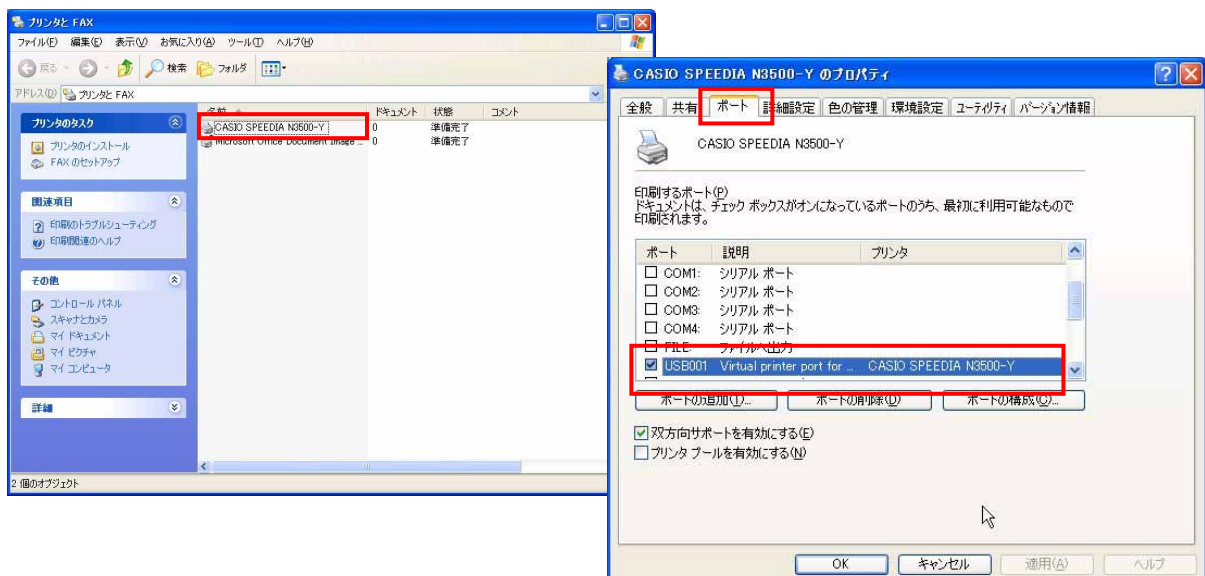 プリンタと FAX
ファイル(F) 編集(E) 表示(V) お気に入り(A) ツール(T) ヘルプ(H)
戻る 検索 フォルダ
アドレス(D) プリンタと FAX
プリンタのタスク
プリンタのインストール
FAX のセットアップ
関連項目
印刷のトラブルシューティング
印刷関連のヘルプ
その他
コントロール パネル
スキャナとカメラ
マイ ドキュメント
マイ ピクチャ
マイ コンピュータ
詳細
名前 ドキュメント 状態 コメント
CASIO SPEEDIA N3500-Y 0 準備完了
Microsoft Office Document Image ... 0 準備完了
2 個のオブジェクト
CASIO SPEEDIA N3500-Y のプロパティ
全般 共有 ポート 詳細設定 色の管理 環境設定 ユーティリティ バージョン情報
CASIO SPEEDIA N3500-Y
印刷するポート(P)
ドキュメントは、チェック ボックスがオンになっているポートのうち、最初に利用可能なもので
印刷されます。
ポート 説明 プリンタ
COM1: シリアル ポート
COM2: シリアル ポート
COM3: シリアル ポート
COM4: シリアル ポート
FILE: ファイルへ出力
USB001 Virtual printer port for ... CASIO SPEEDIA N3500-Y
ポートの追加(T)... ポートの削除(D) ポートの構成(C)...
双方向サポートを有効にする(E)
プリンタ プールを有効にする(N)
OK キャンセル 適用(A) ヘルプ